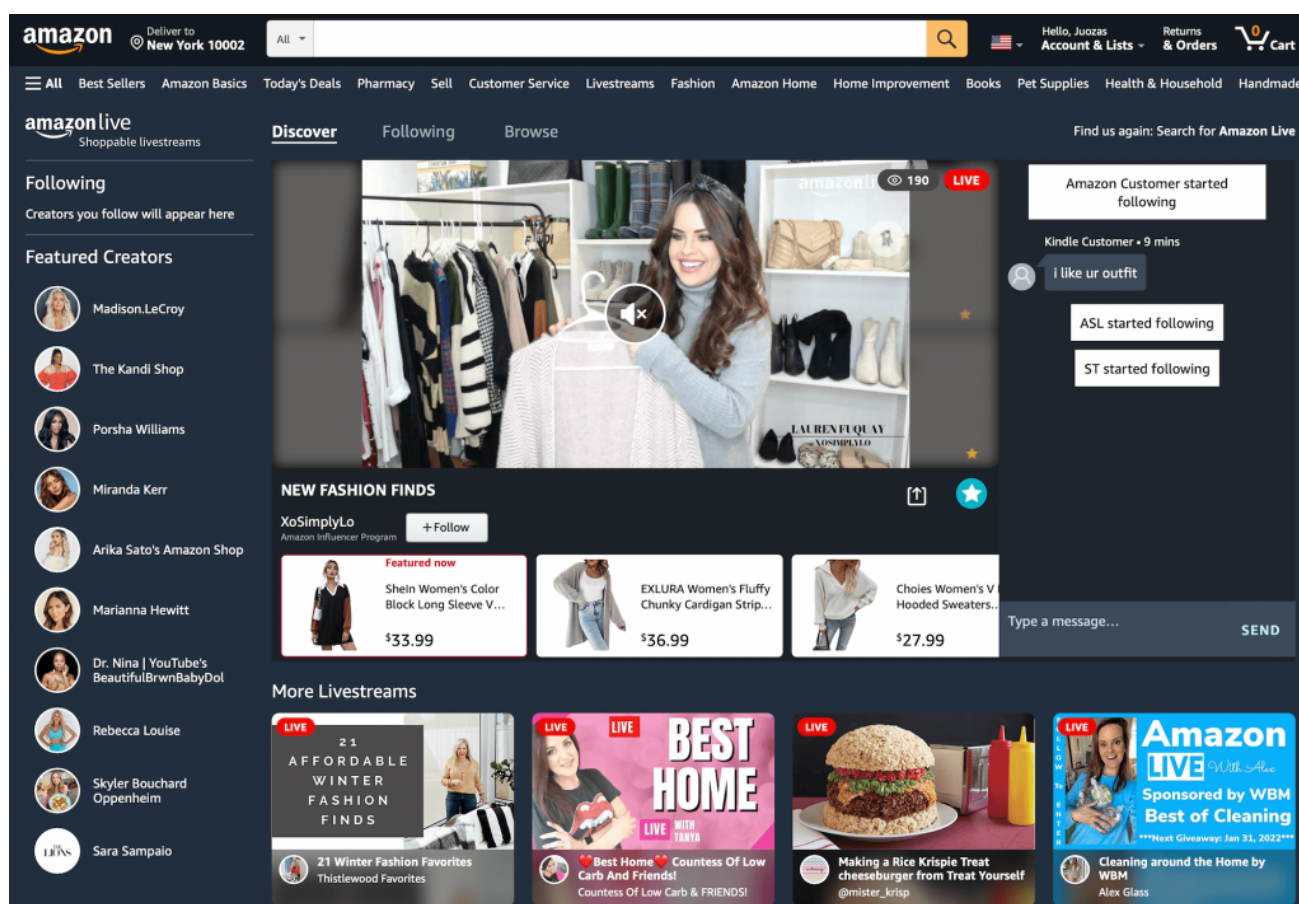 amazon
Deliver to
New York 10002
All
Hello, Juozas
Account & Lists
Returns
& Orders
0
Cart
All Best Sellers Amazon Basics Today's Deals Pharmacy Sell Customer Service Livestreams Fashion Amazon Home Home Improvement Books Pet Supplies Health & Household Handmade
amazon live
Shoppable livestreams
Discover Following Browse
Find us again: Search for Amazon Live
Following
Creators you follow will appear here
Featured Creators
Madison.LeCroy
The Kandi Shop
Porsha Williams
Miranda Kerr
Arika Sato's Amazon Shop
Marianna Hewitt
Dr. Nina | YouTube's
BeautifulBrwnBabyDol
Rebecca Louise
Skyler Bouchard
Oppenheim
THE
LIONS
Sara Sampaio
amazon li
190
LIVE
LAUREN FUQUAY
XOSIMPLYLO
NEW FASHION FINDS
XoSimplyLo
Amazon Influencer Program
+ Follow
Featured now
SheIn Women's Color
Block Long Sleeve V...
$33.99
EXLURA Women's Fluffy
Chunky Cardigan Strip...
$36.99
Choies Women's V
Hooded Sweaters..
$27.99
Amazon Customer started
following
Kindle Customer • 9 mins
i like ur outfit
ASL started following
ST started following
Type a message...
SEND
More Livestreams
LIVE
21
AFFORDABLE
WINTER
FASHION
FINDS
21 Winter Fashion Favorites
Thistlewood Favorites
LIVE
LIVE
BEST
HOME
LIVE WITH
TANYA
❤️Best Home❤️ Countess Of Low
Carb And Friends!
Countess Of Low Carb & FRIENDS!
LIVE
Making a Rice Krispie Treat
cheeseburger from Treat Yourself
@mister_krisp
LIVE
FOLLOW To ENTER
Amazon
LIVE With Alex
Sponsored by WBM
Best of Cleaning
***Next Giveaway: Jan 31, 2022***
Cleaning around the Home by
WBM
Alex Glass